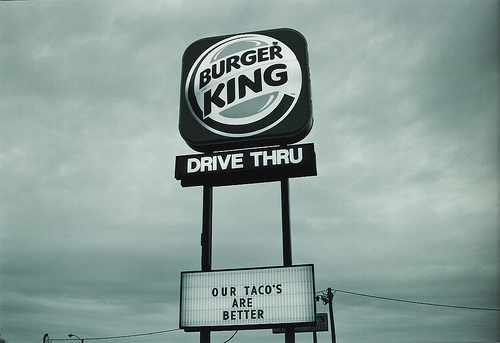 BURGER
KING
DRIVE THRU
OUR TACO'S
ARE
BETTER